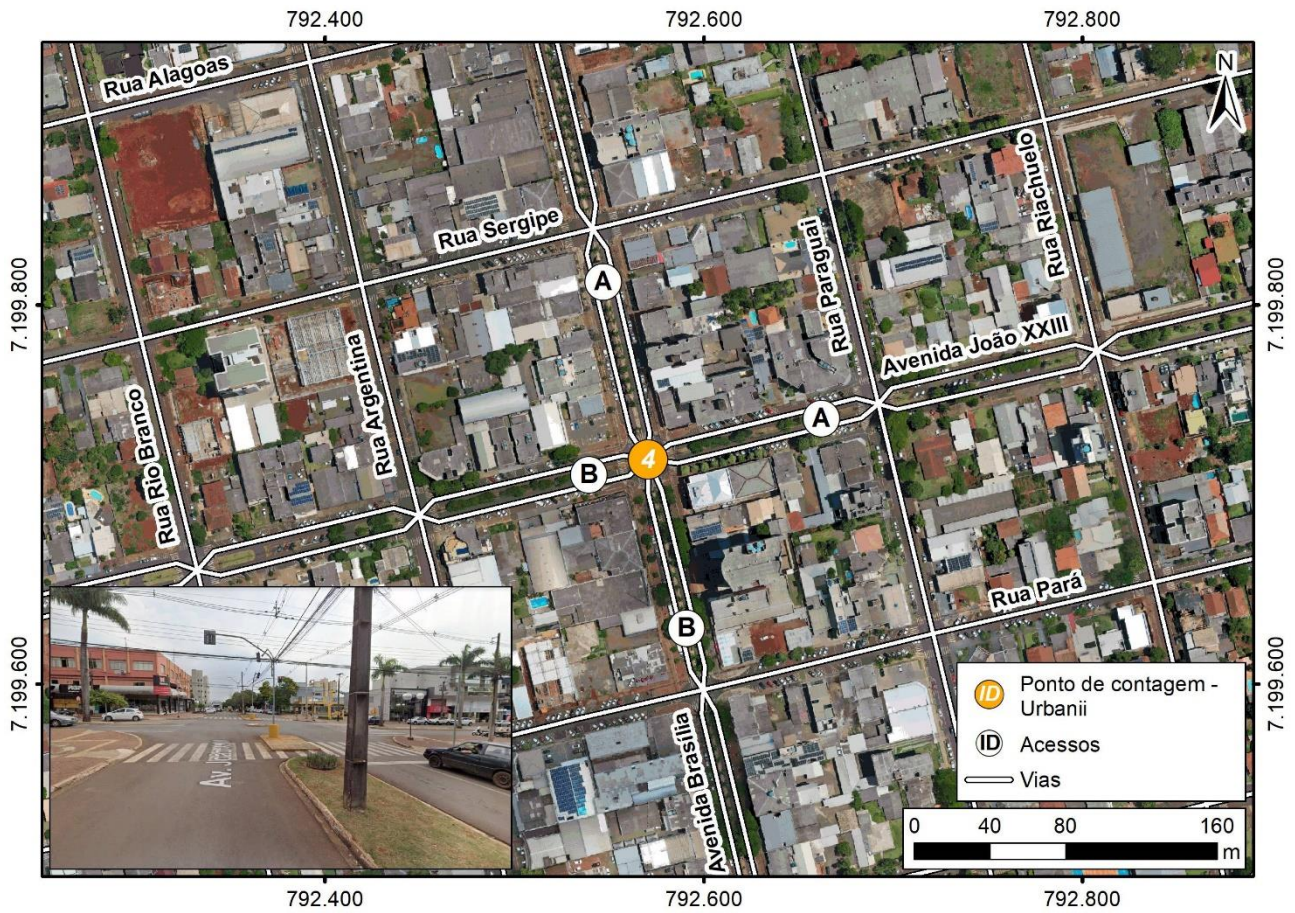 792.400
792.600
792.800
Rua Alagoas
N
Rua Sergipe
Rua Paraguai
Rua Riachuelo
A
7.199.800
7.199.800
Avenida João XXIII
Rua Rio Branco
Rua Argentina
A
4
B
B
Rua Pará
7.199.600
7.199.600
Avenida Brasília
ID
Ponto de contagem -
Urbanii
ID
Acessos
Vias
0
40
80
160
m
792.400
792.600
792.800